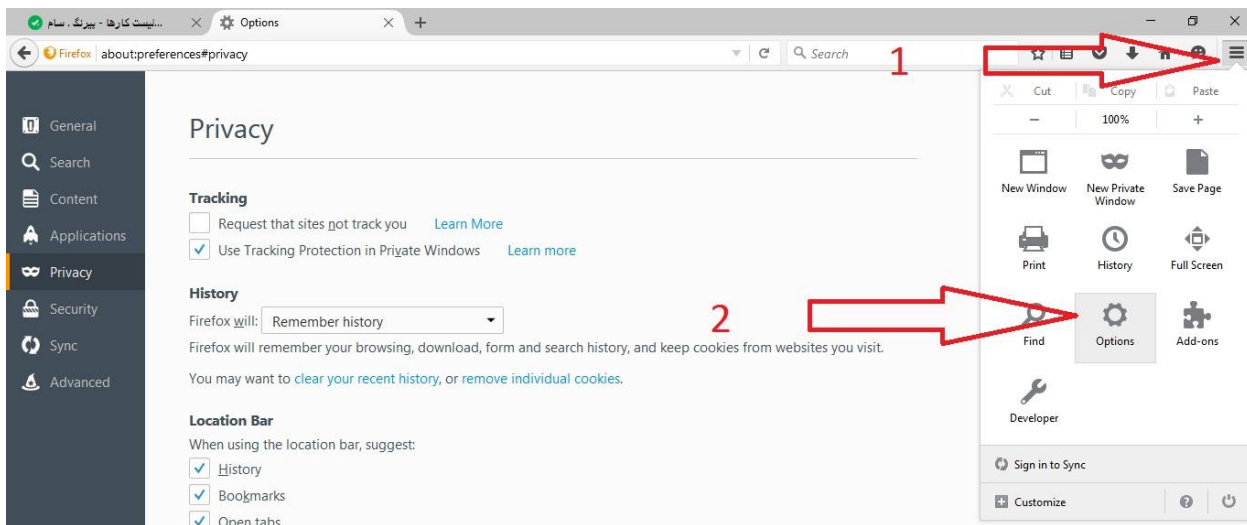 لیست کارها - بیرنگ ، سام...
Options
Firefox
about:preferences#privacy
Search
1
Cut
Copy
Paste
100%
General
Search
Content
Applications
Privacy
Security
Sync
Advanced
Privacy
Tracking
Request that sites not track you
Learn More
Use Tracking Protection in Private Windows
Learn more
History
Firefox will:
Remember history
Firefox will remember your browsing, download, form and search history, and keep cookies from websites you visit.
You may want to clear your recent history, or remove individual cookies.
Location Bar
When using the location bar, suggest:
History
Bookmarks
Open tabs
2
New Window
New Private
Window
Save Page
Print
History
Full Screen
Find
Options
Add-ons
Developer
Sign in to Sync
Customize